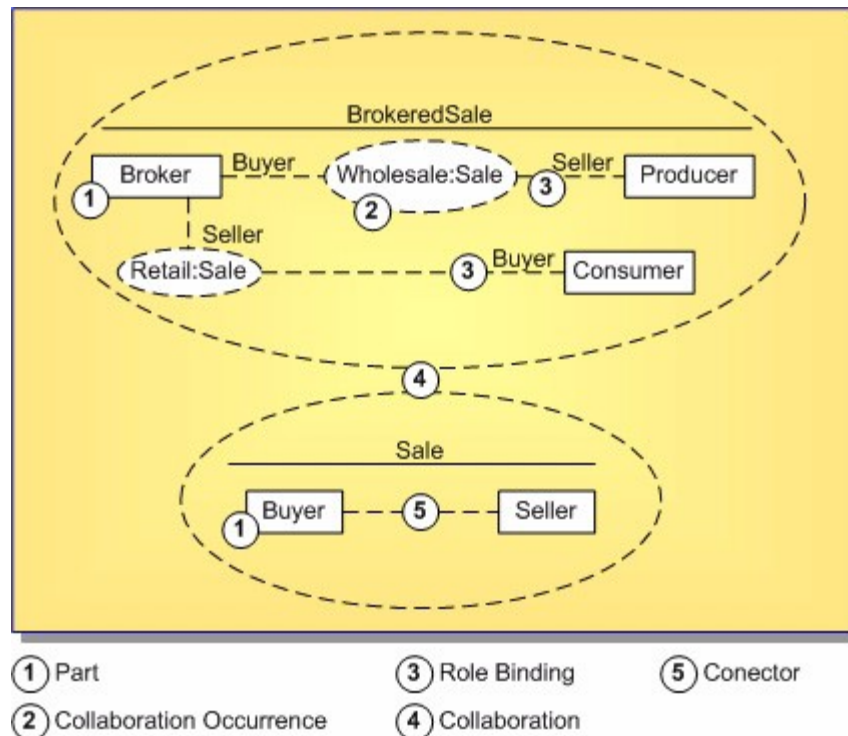 BrokeredSale
Broker Buyer Wholesale:Sale Seller Producer
1 2 3
Seller
Retail:Sale 3 Buyer Consumer
4
Sale
Buyer 5 Seller
1
1 Part 3 Role Binding 5 Conector
2 Collaboration Occurrence 4 Collaboration